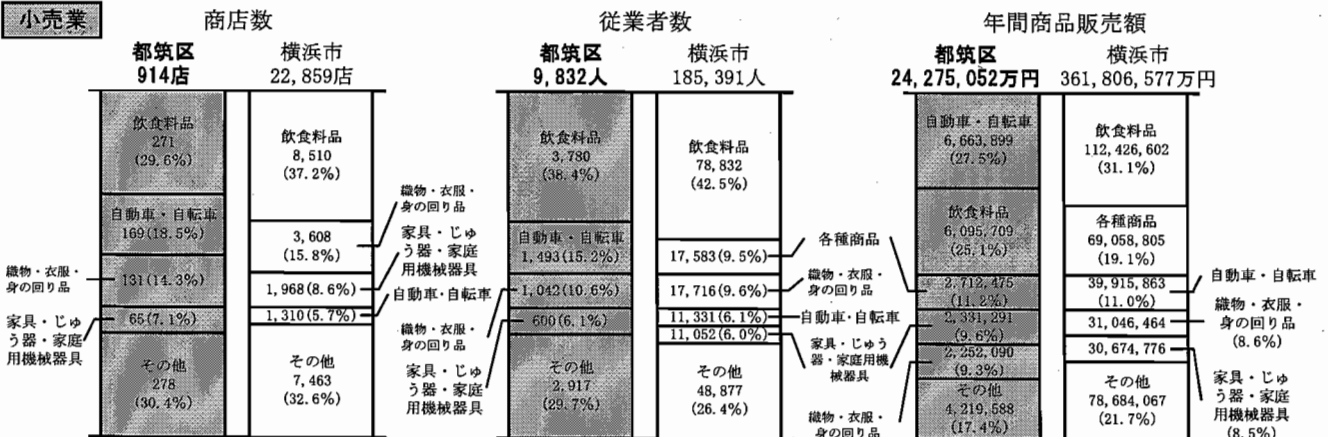 小売業
商店数
都筑区
914店
横浜市
22,859店
飲食料品
271
(29.6%)
自動車・自転車
169(18.5%)
織物・衣服・
身の回り品
131(14.3%)
家具・じゅ
う器・家庭
用機械器具
65(7.1%)
その他
278
(30.4%)
飲食料品
8,510
(37.2%)
3,608
(15.8%)
織物・衣服・
身の回り品
1,968(8.6%)
家具・じゅ
う器・家庭
用機械器具
1,310(5.7%)
自動車・自転車
その他
7,463
(32.6%)
従業者数
都筑区
9,832人
横浜市
185,391人
飲食料品
3,780
(38.4%)
自動車・自転車
1,493(15.2%)
1,042(10.6%)
織物・衣服・
身の回り品
600(6.1%)
家具・じゅ
う器・家庭
用機械器具
その他
2,917
(29.7%)
飲食料品
78,832
(42.5%)
17,583(9.5%)
各種商品
17,716(9.6%)
織物・衣服・
身の回り品
11,331(6.1%)
自動車・自転車
11,052(6.0%)
家具・じゅう
器・家庭用機
械器具
その他
48,877
(26.4%)
年間商品販売額
都筑区
24,275,052万円
横浜市
361,806,577万円
自動車・自転車
6,663,899
(27.5%)
飲食料品
6,095,709
(25.1%)
2,712,475
(11.2%)
2,331,291
(9.6%)
2,252,090
(9.3%)
織物・衣服・
身の回り品
その他
4,219,588
(17.4%)
飲食料品
112,426,602
(31.1%)
各種商品
69,058,805
(19.1%)
39,915,863
(11.0%)
自動車・自転車
31,046,464
織物・衣服・
身の回り品
(8.6%)
30,674,776
家具・じゅ
う器・家庭
用機械器具
(8.5%)
その他
78,684,067
(21.7%)